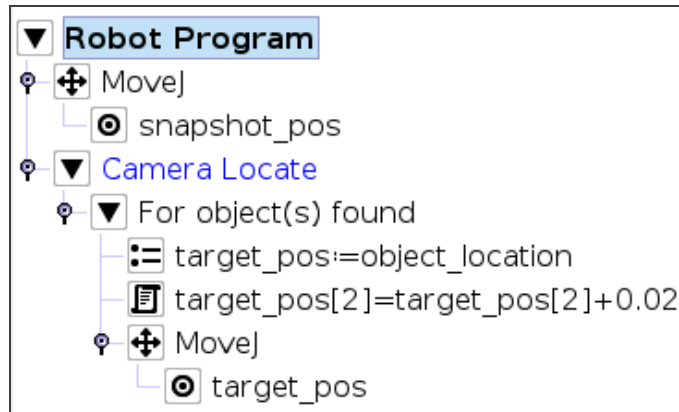 Robot Program
MoveJ
snapshot_pos
Camera Locate
For object(s) found
target_pos:=object_location
target_pos[2]=target_pos[2]+0.02
MoveJ
target_pos